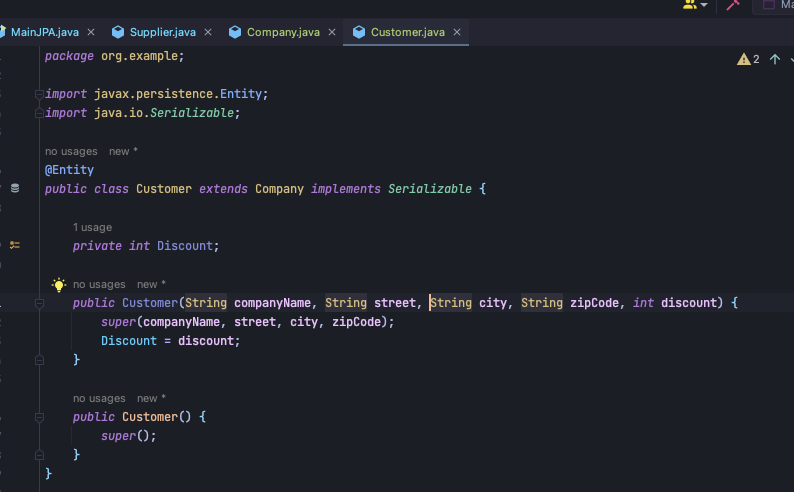 Ma
MainJPA.java × Supplier.java × Company.java × Customer.java ×
package org.example;
2
import javax.persistence.Entity;
import java.io.Serializable;
no usages new *
@Entity
public class Customer extends Company implements Serializable {
1 usage
private int Discount;
no usages new *
public Customer(String companyName, String street, String city, String zipCode, int discount) {
super(companyName, street, city, zipCode);
Discount = discount;
}
no usages new *
public Customer() {
super();
}
}